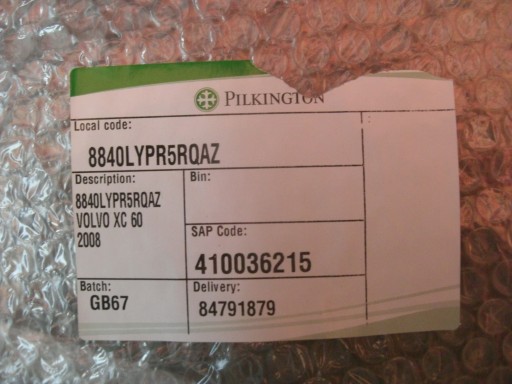 PILKINGTON
Local code:
8840LYPR5RQAZ
Description:
8840LYPR5RQAZ
VOLVO XC 60
2008
Bin:
SAP Code:
410036215
Batch:
GB67
Delivery:
84791879